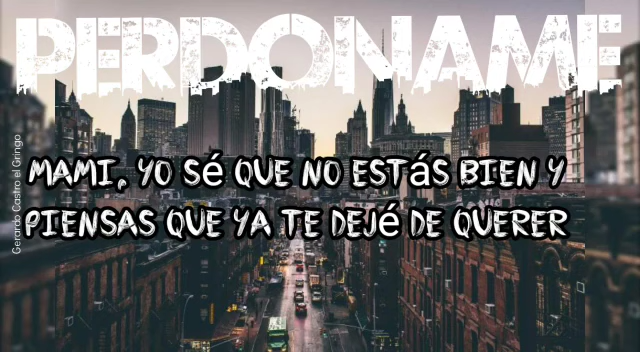 PERDONAME
MAMI, YO SÉ QUE NO ESTÁS BIEN Y
PIENSAS QUE YA TE DEJÉ DE QUERER
Gerardo Castro el Gringo